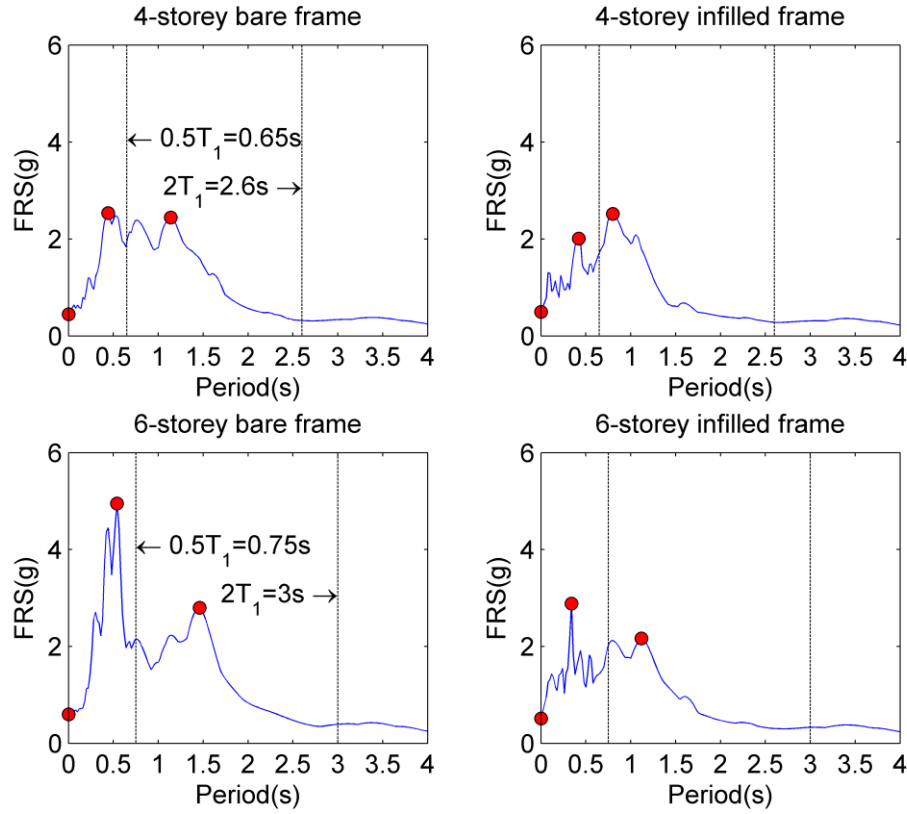 4-storey bare frame
FRS(g)
6
4
2
0
← 0.5T_1=0.65s
2T_1=2.6s →
0 0.5 1 1.5 2 2.5 3 3.5 4
Period(s)
4-storey infilled frame
FRS(g)
6
4
2
0
0 0.5 1 1.5 2 2.5 3 3.5 4
Period(s)
6-storey bare frame
FRS(g)
6
4
2
0
← 0.5T_1=0.75s
2T_1=3s →
0 0.5 1 1.5 2 2.5 3 3.5 4
Period(s)
6-storey infilled frame
FRS(g)
6
4
2
0
0 0.5 1 1.5 2 2.5 3 3.5 4
Period(s)